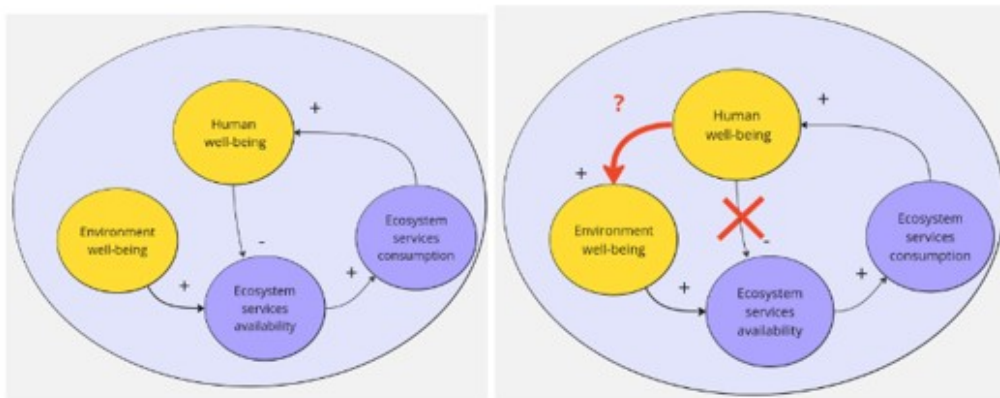 +
Human
well-being
Environment
well-being
Ecosystem
services
consumption
-
+
+
Ecosystem
services
availability
?
+
Human
well-being
+
Environment
well-being
Ecosystem
services
consumption
-
+
+
Ecosystem
services
availability